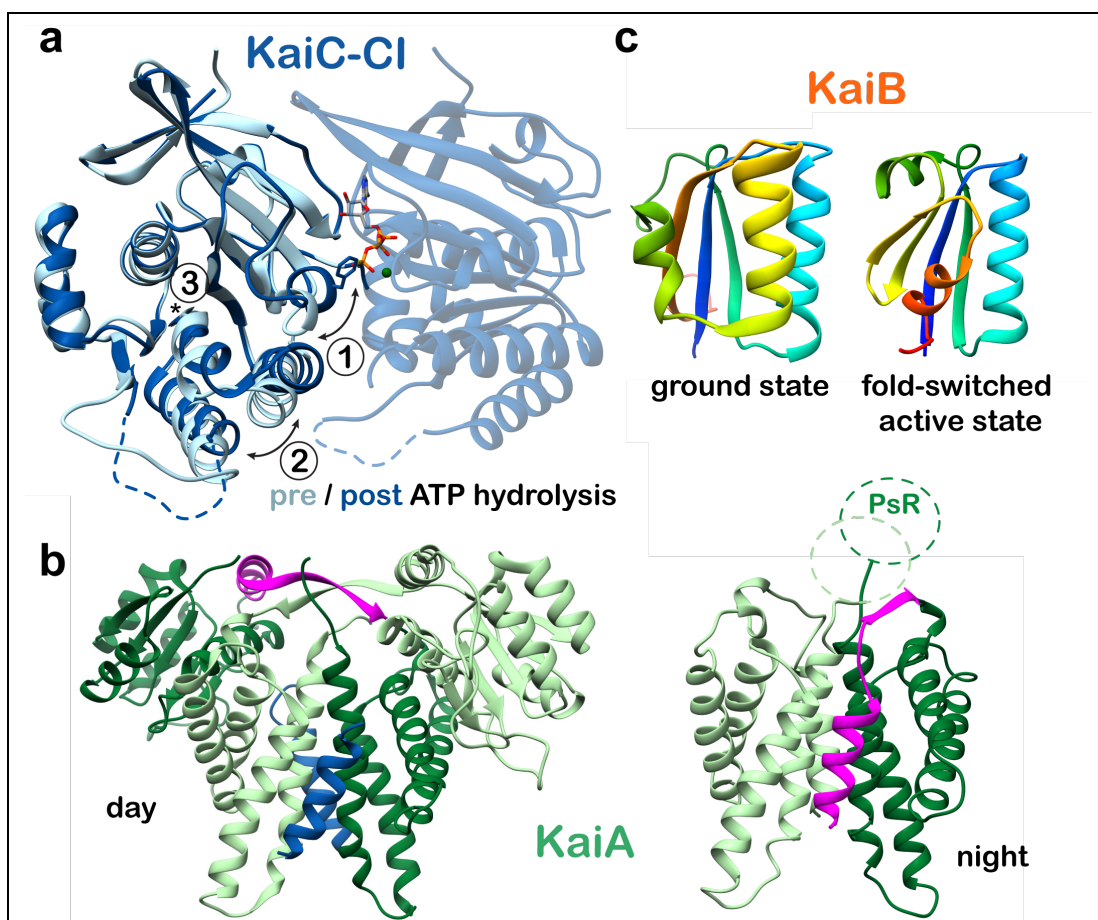 a
KaiC-CI
3
*
1
2
pre / post ATP hydrolysis
c
KaiB
ground state
fold-switched
active state
b
day
KaiA
PsR
night